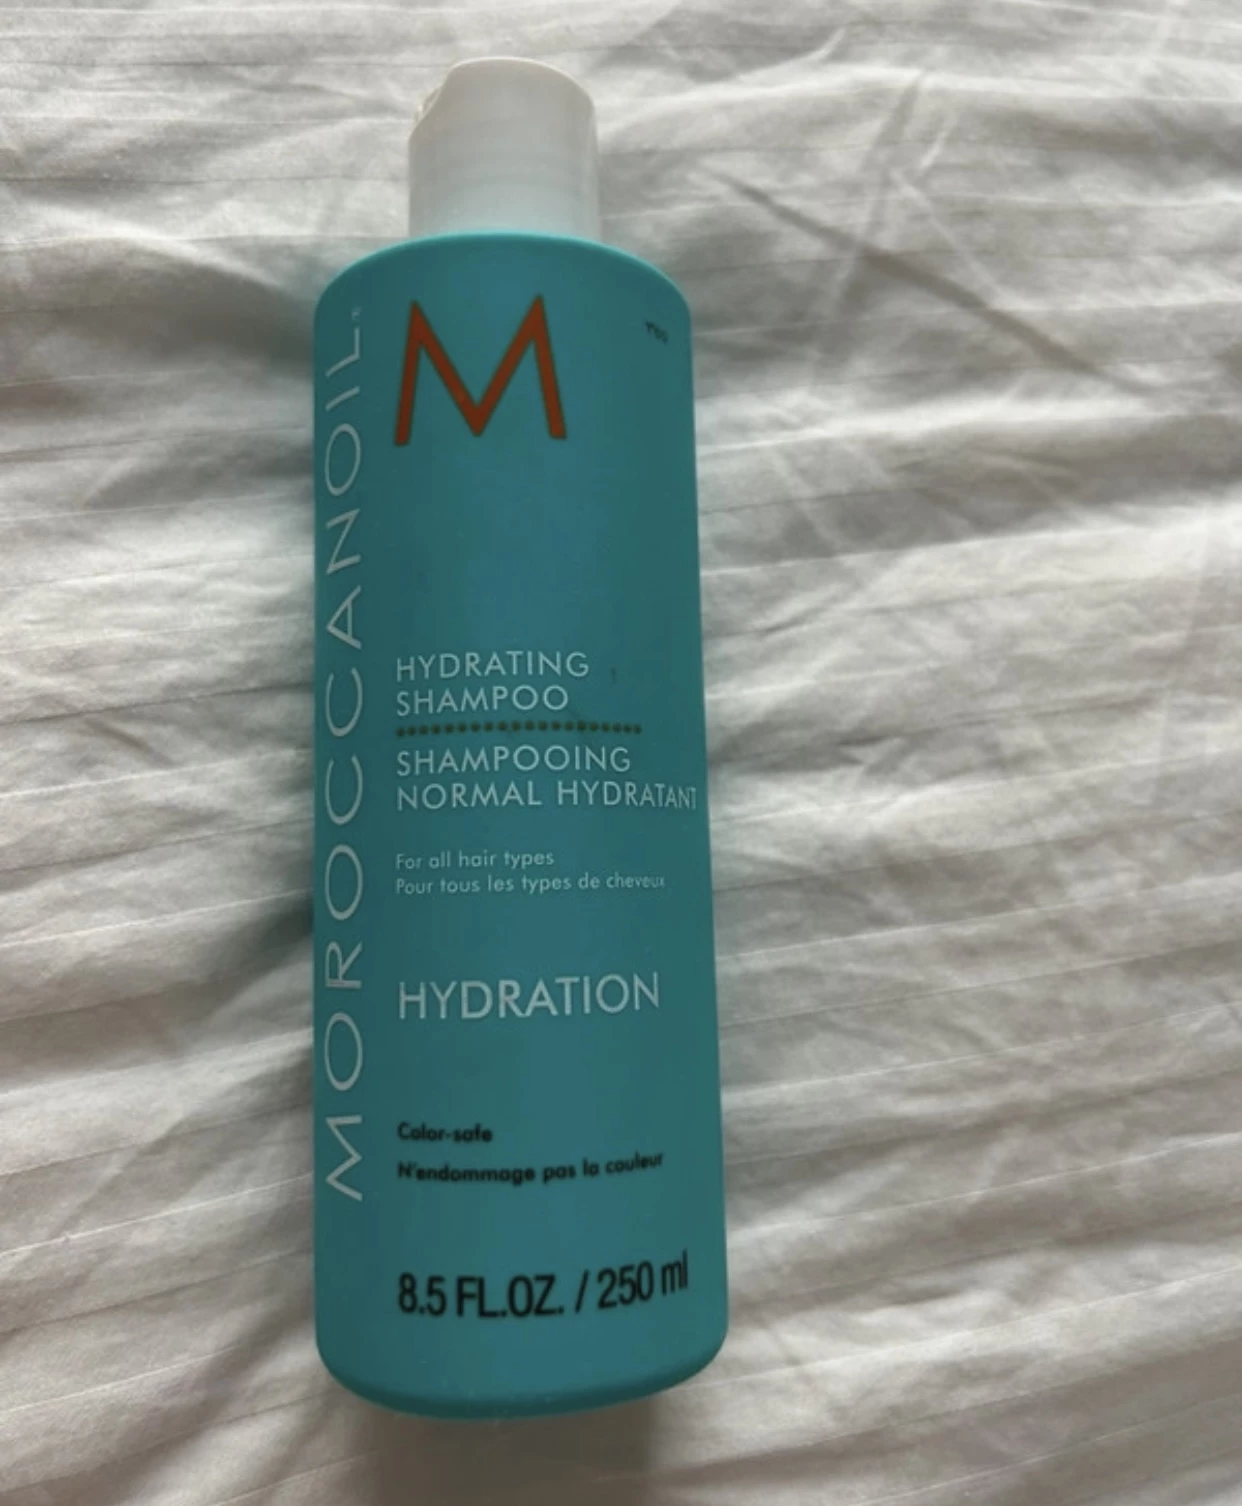 M
MOROCCANOIL
HYDRATING
SHAMPOO
SHAMPOOING
NORMAL HYDRATANT
For all hair types
Pour tous les types de cheveux
HYDRATION
Color-safe
N'endommage pas la couleur
8.5 FL.OZ. / 250 ml